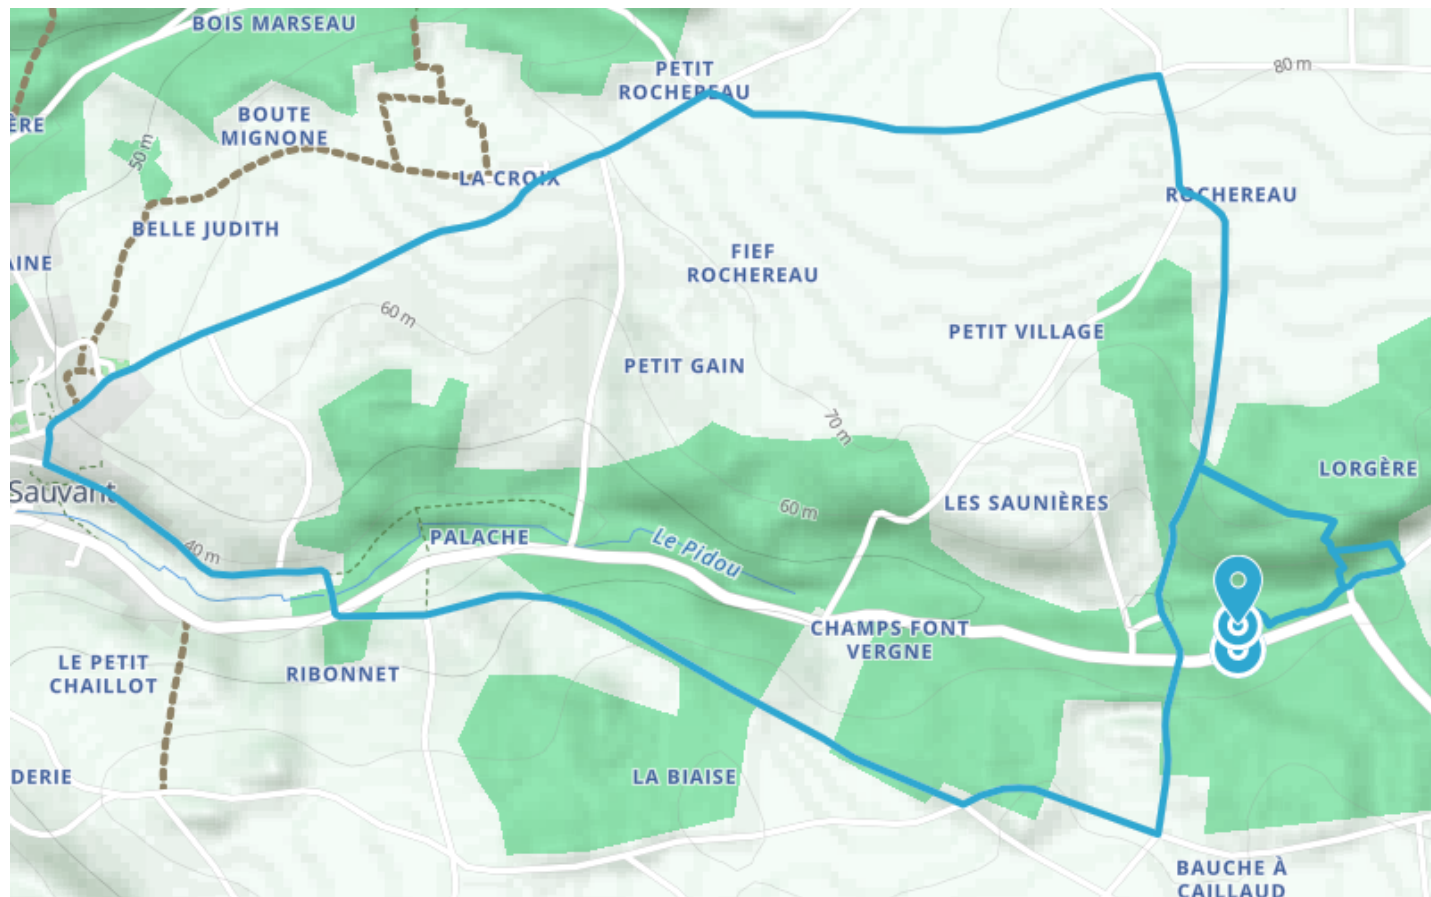 BOIS MARSEAU
PETIT
ROCHEREAU
80 m
BOUTE
MIGNONE
ÈRE
50 m
LA CROIX
ROCHEREAU
BELLE JUDITH
AINE
FIEF
ROCHEREAU
60 m
PETIT VILLAGE
PETIT GAIN
70 m
LORGÈRE
Sauvant
LES SAUNIÈRES
60 m
PALACHE
Le Pidou
40 m
CHAMPS FONT
VERGNE
LE PETIT
CHAILLOT
RIBONNET
DERIE
LA BIAISE
BAUCHE À
CAILLAUD